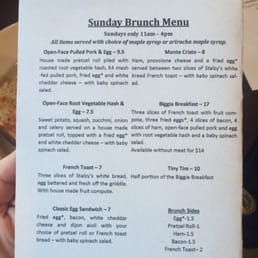 Sunday Brunch Menu
Sundays only 11am – 4pm
All items served with choice of maple syrup or sriracha maple syrup.
Open-Face Pulled Pork & Egg – 9.5
House made pretzel roll piled with
roasted root vegetable hash, E4 mash
-fed pulled pork, fried egg* and white
cheddar cheese – with baby spinach
salad.
Open-Face Root Vegetable Hash &
Egg – 7.5
Sweet potato, squash, zucchini, onion
and celery served on a house made
pretzel roll, topped with a fried egg*
and white cheddar cheese – with baby
spinach salad.
French Toast – 7
Three slices of Stalzy's white bread,
egg battered and fresh off the griddle.
With house made fruit compote.
Classic Egg Sandwich – 7
Fried egg*, bacon, white cheddar
cheese and dijon aioli with your
choice of pretzel roll or French toast
bread – with baby spinach salad.
Monte Cristo – 8
Ham, provolone cheese and a fried egg*
served between two slices of Stalzy's
bread French toast – with baby spinach sal-
ad.
Biggie Breakfast – 17
Three slices of French toast with fruit com-
pote, three fried eggs*, 4 slices of bacon, 4
slices of ham, open-face pulled pork and egg
with root vegetable hash and a baby spinach
salad.
Available without meat for $14
Tiny Tim – 10
Half portion of the Biggie Breakfast
Brunch Sides
Egg*-1.5
Pretzel Roll-1
Ham-1.5
Bacon-1.5
French Toast– 2